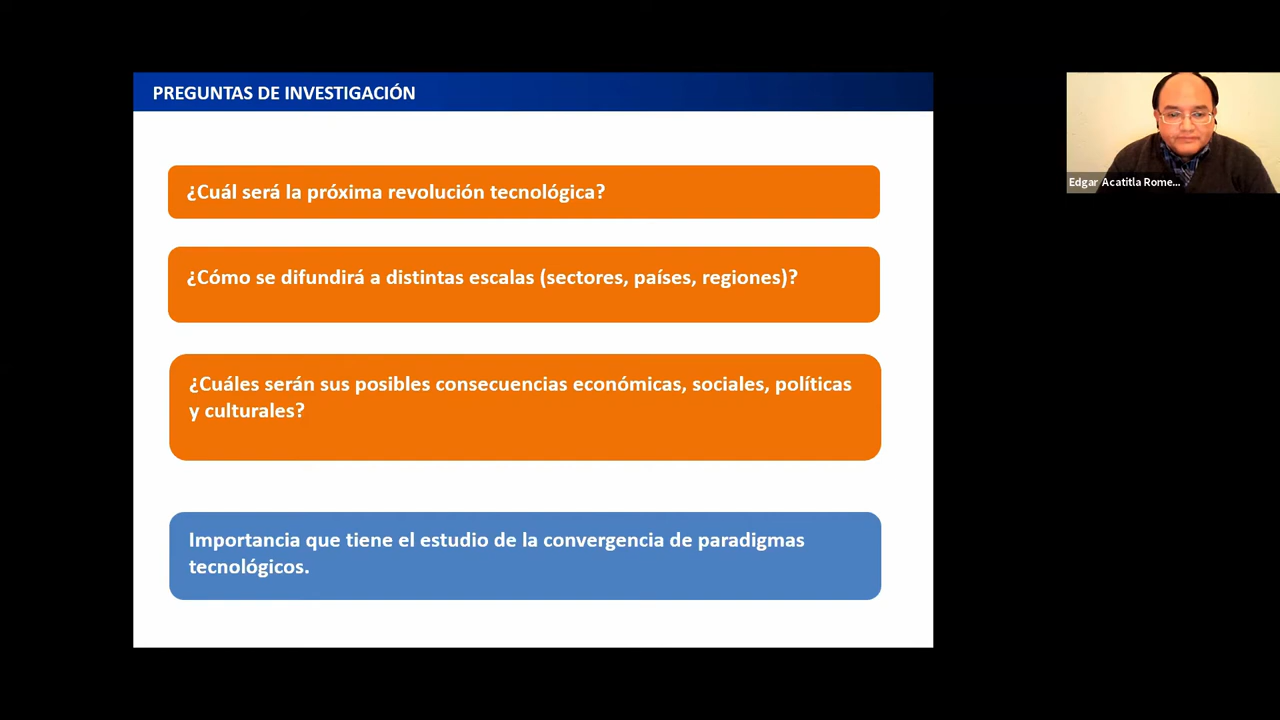 PREGUNTAS DE INVESTIGACIÓN
¿Cuál será la próxima revolución tecnológica?
¿Cómo se difundirá a distintas escalas (sectores, países, regiones)?
¿Cuáles serán sus posibles consecuencias económicas, sociales, políticas
y culturales?
Importancia que tiene el estudio de la convergencia de paradigmas
tecnológicos.
Edgar Acatitla Rome...